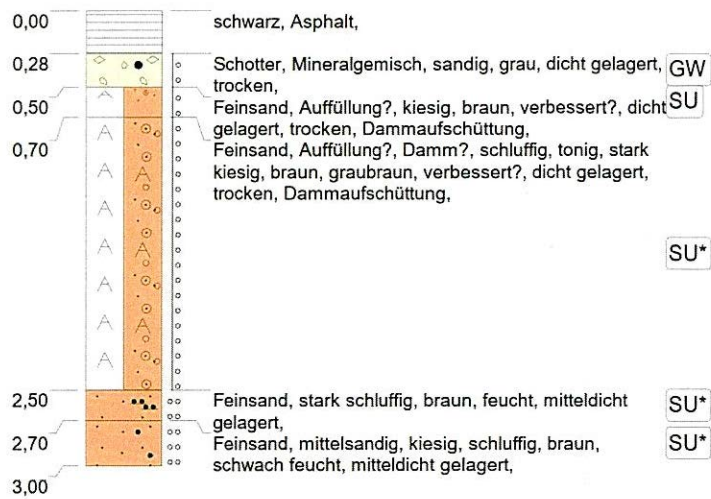 0,00 schwarz, Asphalt,
0,28 Schotter, Mineralgemisch, sandig, grau, dicht gelagert, GW
trocken,
0,50 Feinsand, Auffüllung?, kiesig, braun, verbessert?, dicht SU
gelagert, trocken, Dammaufschüttung,
0,70 Feinsand, Auffüllung?, Damm?, schluffig, tonig, stark
kiesig, braun, graubraun, verbessert?, dicht gelagert,
trocken, Dammaufschüttung,
SU*
2,50 Feinsand, stark schluffig, braun, feucht, mitteldicht SU*
gelagert,
2,70 Feinsand, mittelsandig, kiesig, schluffig, braun, SU*
schwach feucht, mitteldicht gelagert,
3,00